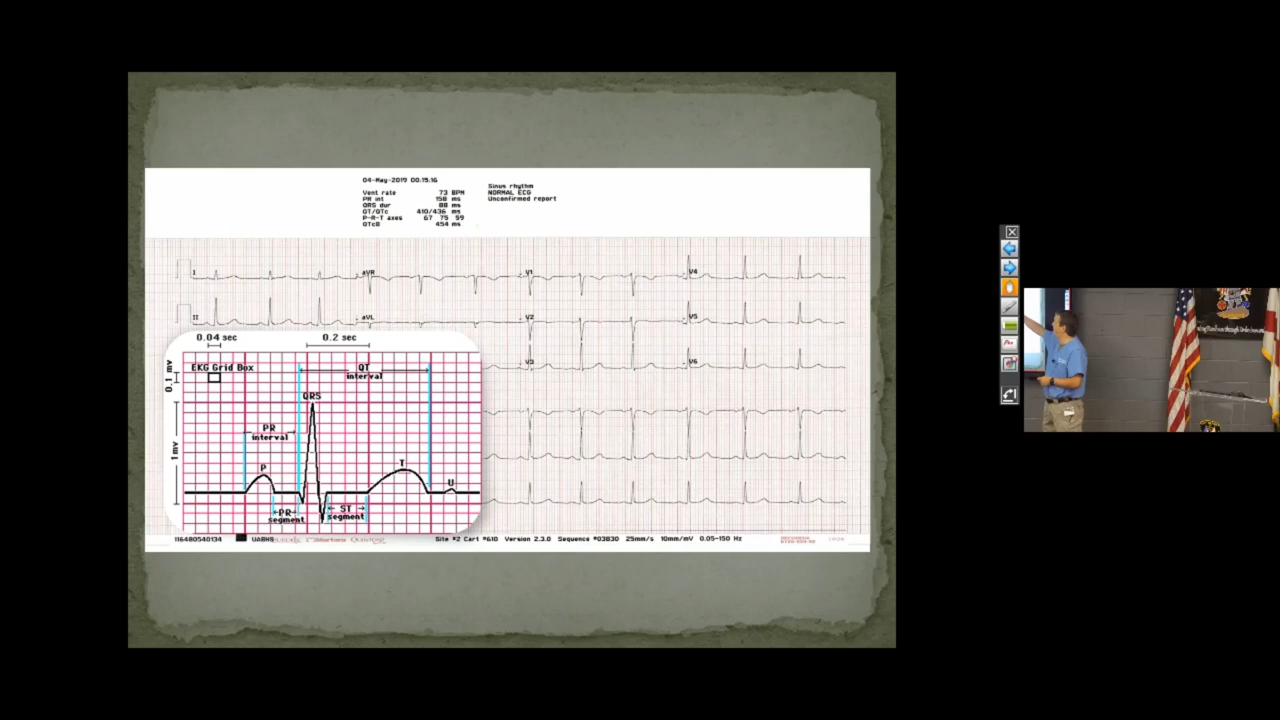 04-May-2019 00:15:16
Vent rate 73 BPM
PR int 158 ms
QRS dur 88 ms
QT/QTc 410/436 ms
P-R-T axes 67 75 59
QTcB 454 ms
Sinus rhythm
NORMAL ECG
Unconfirmed report
I aVR V1 V4
II aVL V2 V5
V3 V6
0.04 sec 0.2 sec
0.1 mv
EKG Grid Box
QT
interval
QRS
PR
interval
1 mv
P
T
U
PR
segment
ST
segment
116480540134 UABHS Site #2 Cart #610 Version 2.3.0 Sequence #03830 25mm/s 10mm/mV 0.05-150 Hz